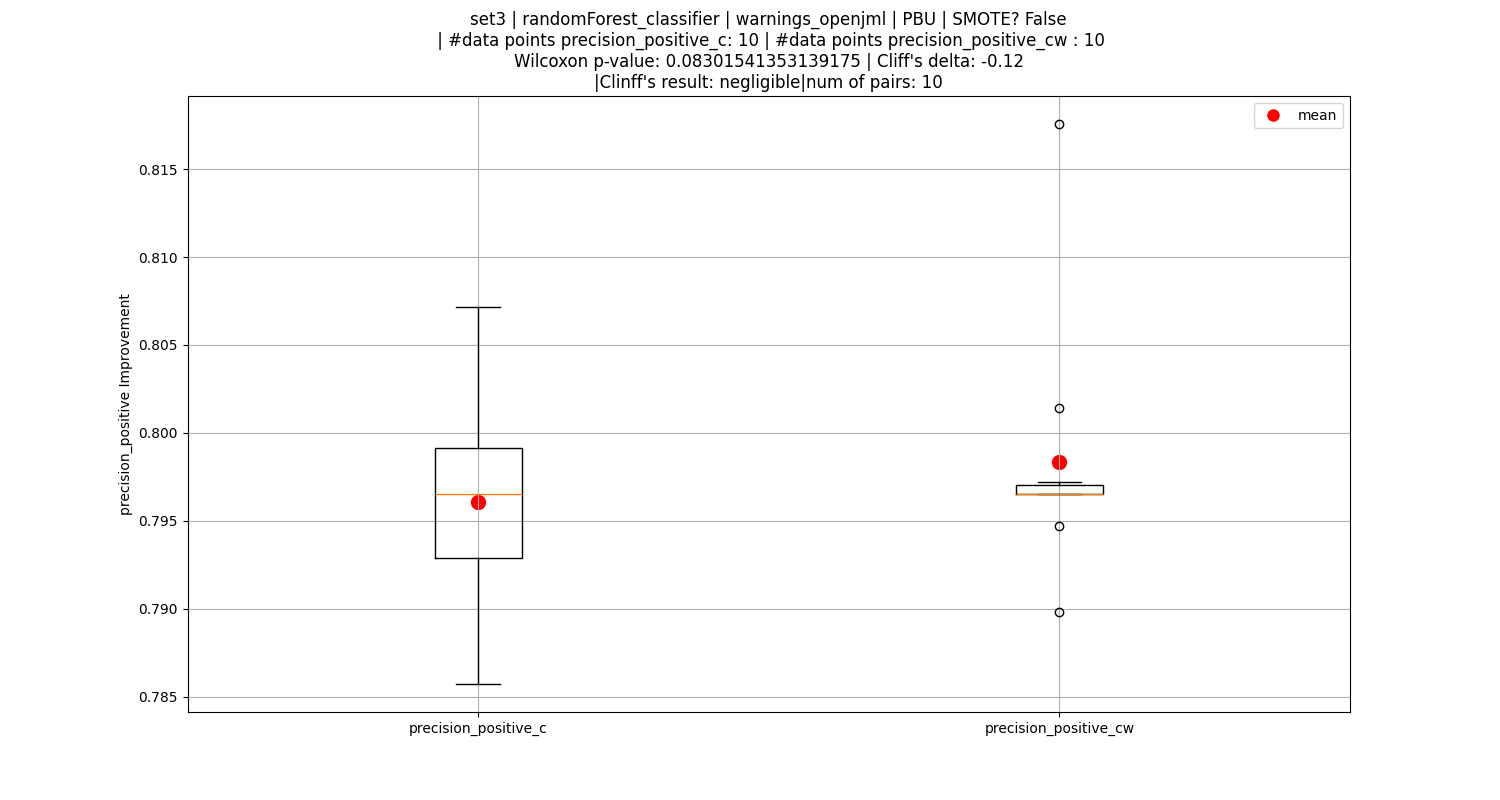 set3 | randomForest_classifier | warnings_openjml | PBU | SMOTE? False
| #data points precision_positive_c: 10 | #data points precision_positive_cw : 10
Wilcoxon p-value: 0.08301541353139175 | Cliff's delta: -0.12
|Clinff's result: negligible|num of pairs: 10
mean
0.815
0.810
0.805
0.800
0.795
0.790
0.785
precision_positive Improvement
precision_positive_c
precision_positive_cw